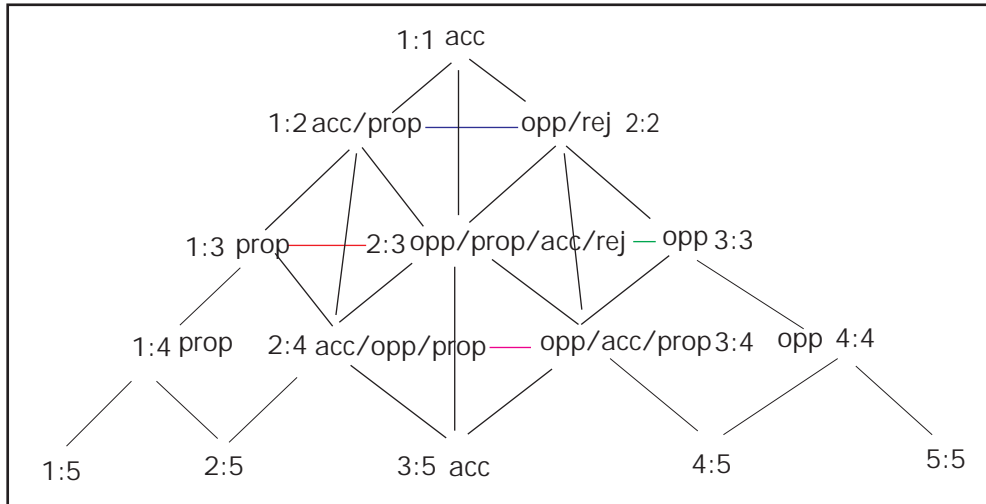 1:1 acc
1:2 acc/prop opp/rej 2:2
1:3 prop 2:3 opp/prop/acc/rej opp 3:3
1:4 prop 2:4 acc/opp/prop opp/acc/prop 3:4 opp 4:4
1:5 2:5 3:5 acc 4:5 5:5